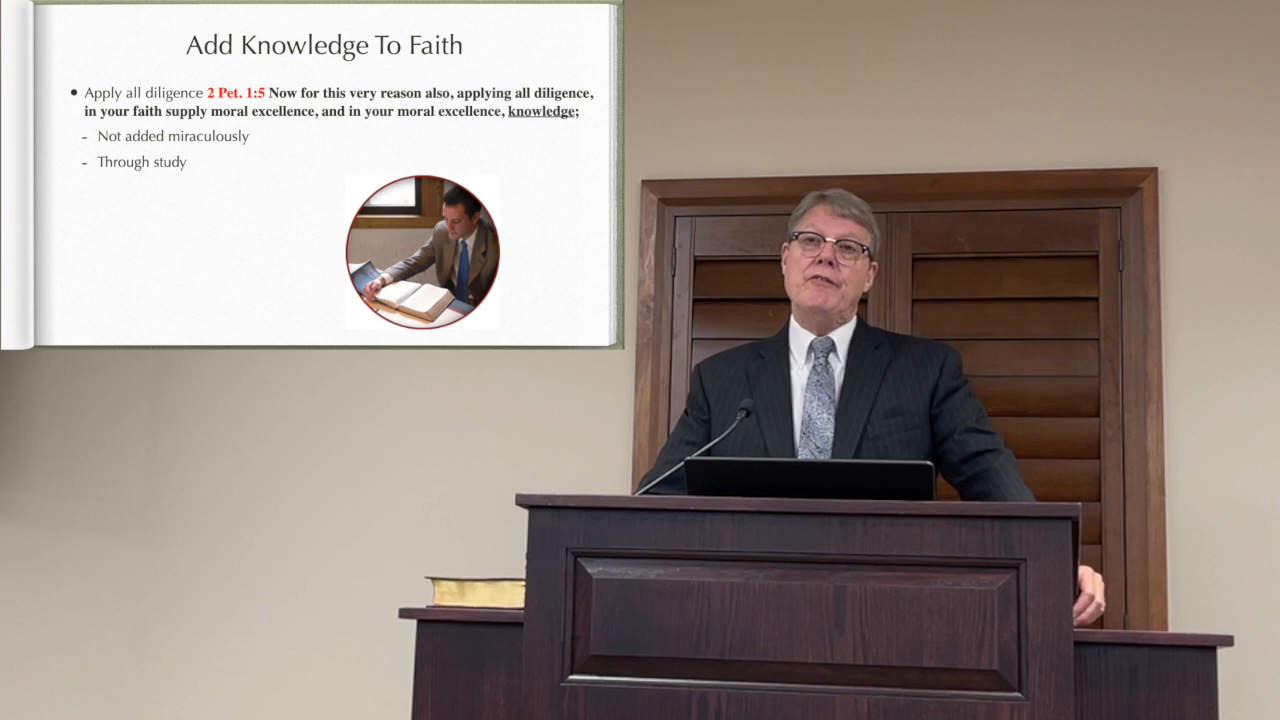 Add Knowledge To Faith
• Apply all diligence 2 Pet. 1:5 Now for this very reason also, applying all diligence,
in your faith supply moral excellence, and in your moral excellence, knowledge;
- Not added miraculously
- Through study